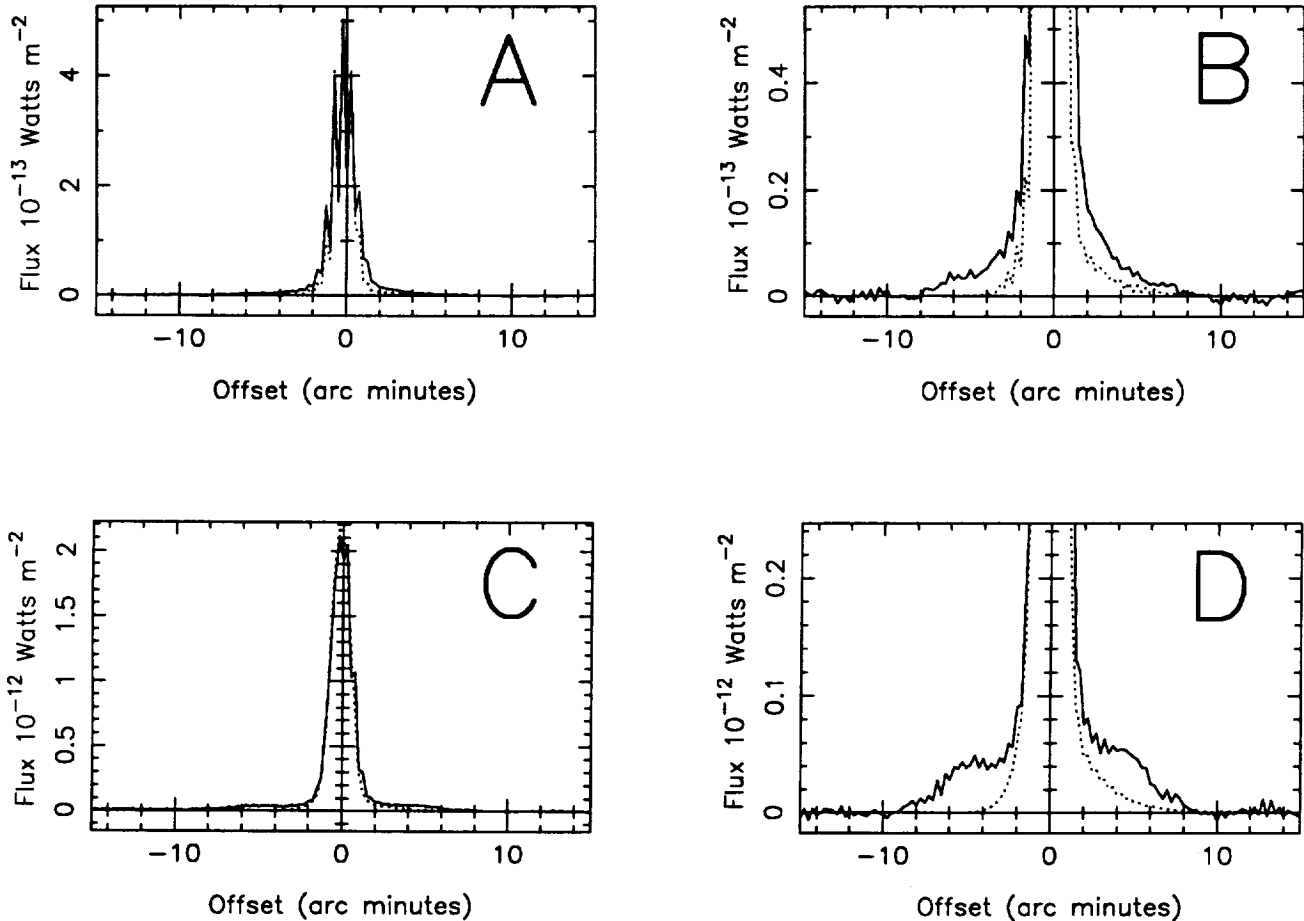 A
Flux 10⁻¹³ Watts m⁻²
0 2 4
−10 0 10
Offset (arc minutes)
B
Flux 10⁻¹³ Watts m⁻²
0 0.2 0.4
−10 0 10
Offset (arc minutes)
C
Flux 10⁻¹² Watts m⁻²
0 0.5 1 1.5 2
−10 0 10
Offset (arc minutes)
D
Flux 10⁻¹² Watts m⁻²
0 0.1 0.2
−10 0 10
Offset (arc minutes)